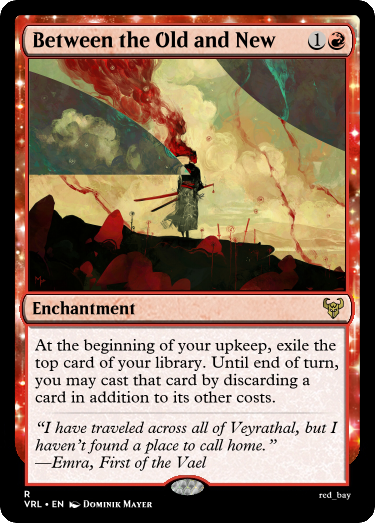 Between the Old and New 1
Enchantment
At the beginning of your upkeep, exile the
top card of your library. Until end of turn,
you may cast that card by discarding a
card in addition to its other costs.
“I have traveled across all of Veyrathal, but I
haven’t found a place to call home.”
—Emra, First of the Vael
R
VRL • EN Dominik Mayer
red_bay